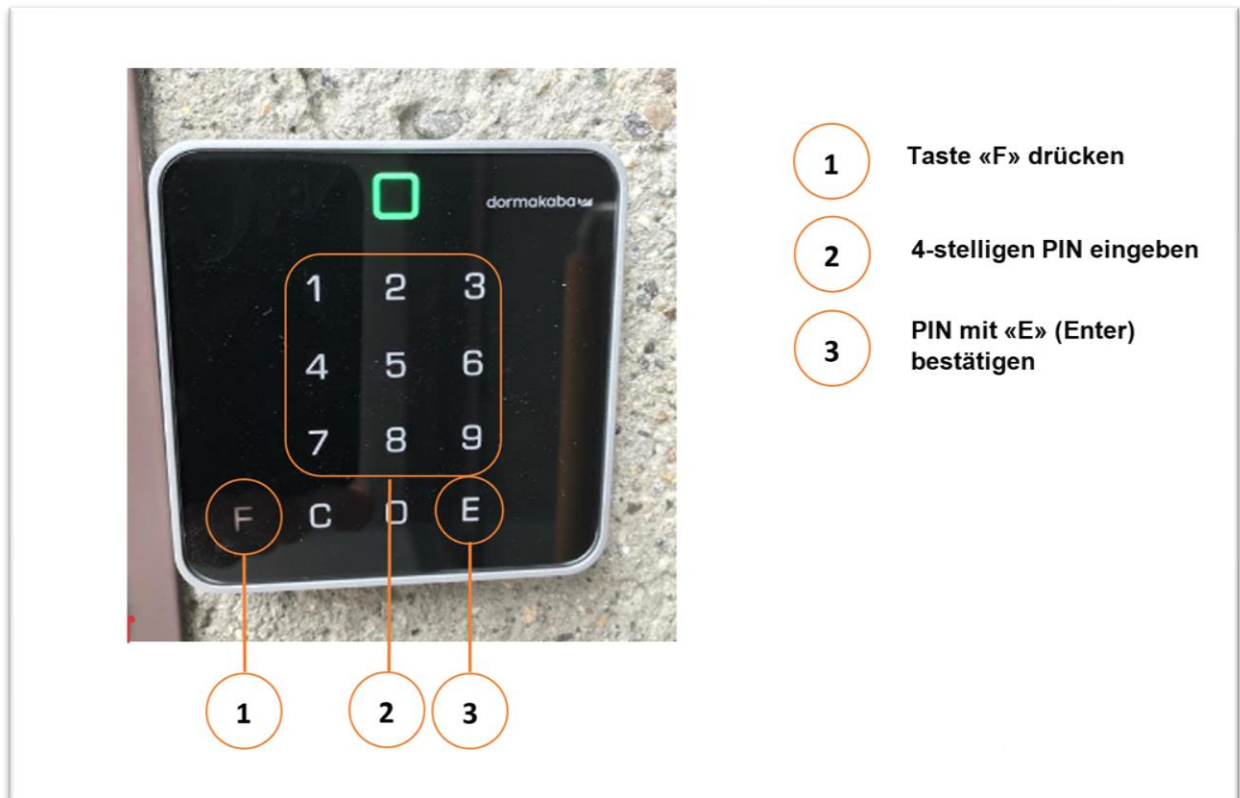 dormakaba
1 2 3
4 5 6
7 8 9
F C 0 E
1 2 3
1 Taste «F» drücken
2 4-stelligen PIN eingeben
3 PIN mit «E» (Enter)
bestätigen